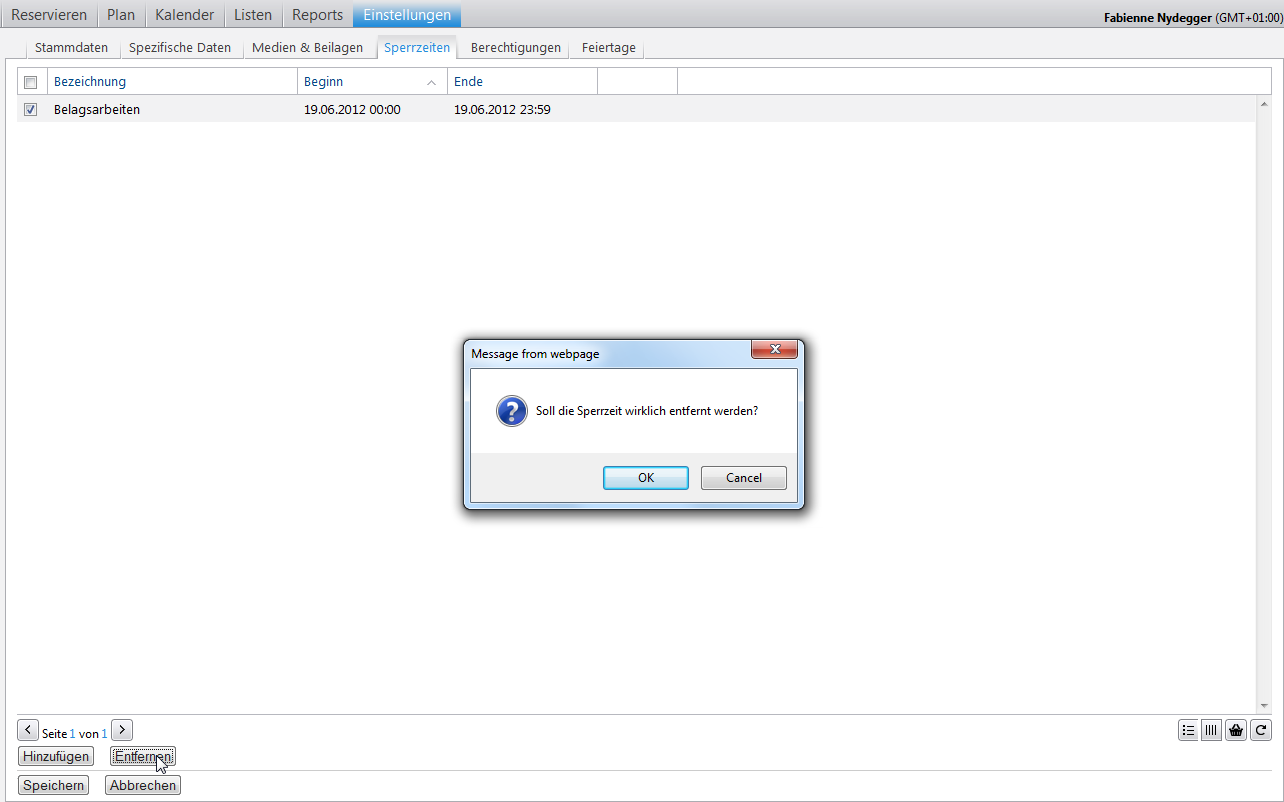 Reservieren Plan Kalender Listen Reports Einstellungen
Fabienne Nydegger (GMT+01:00)
Stammdaten Spezifische Daten Medien & Beilagen Sperrzeiten Berechtigungen Feiertage
Bezeichnung Beginn Ende
Belagsarbeiten 19.06.2012 00:00 19.06.2012 23:59
Message from webpage
Soll die Sperrzeit wirklich entfernt werden?
OK Cancel
Seite 1 von 1
Hinzufügen Entfernen
Speichern Abbrechen